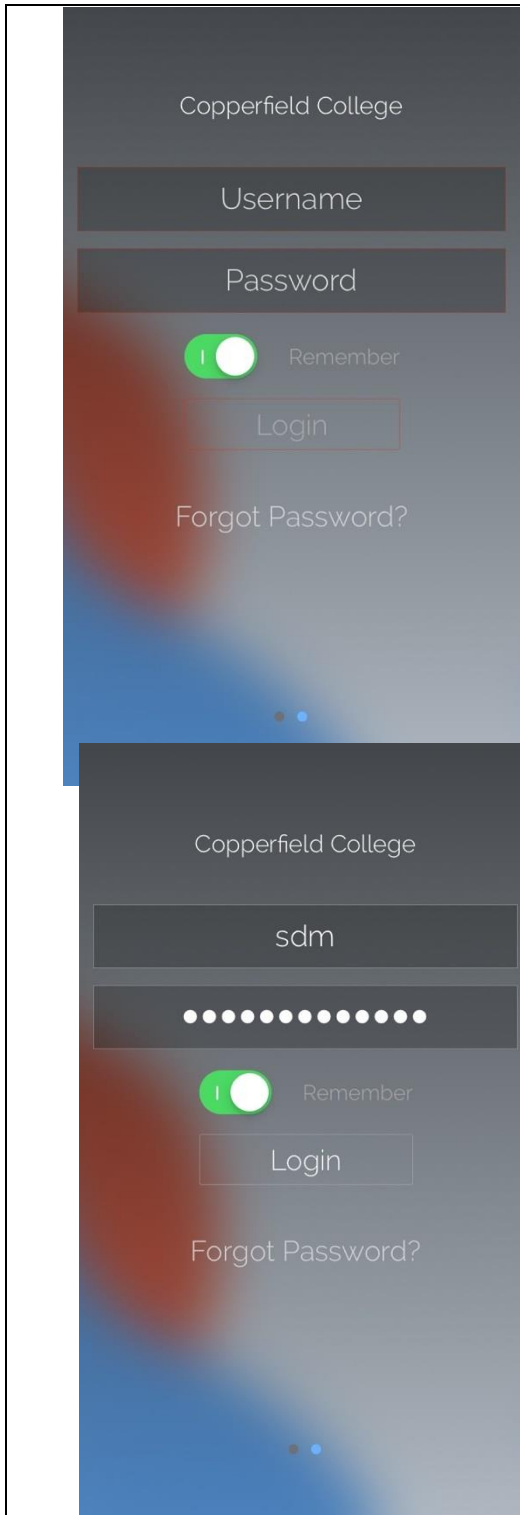 Copperfield College
Username
Password
Remember
Login
Forgot Password?
Copperfield College
sdm
●●●●●●●●●●●●●
Remember
Login
Forgot Password?